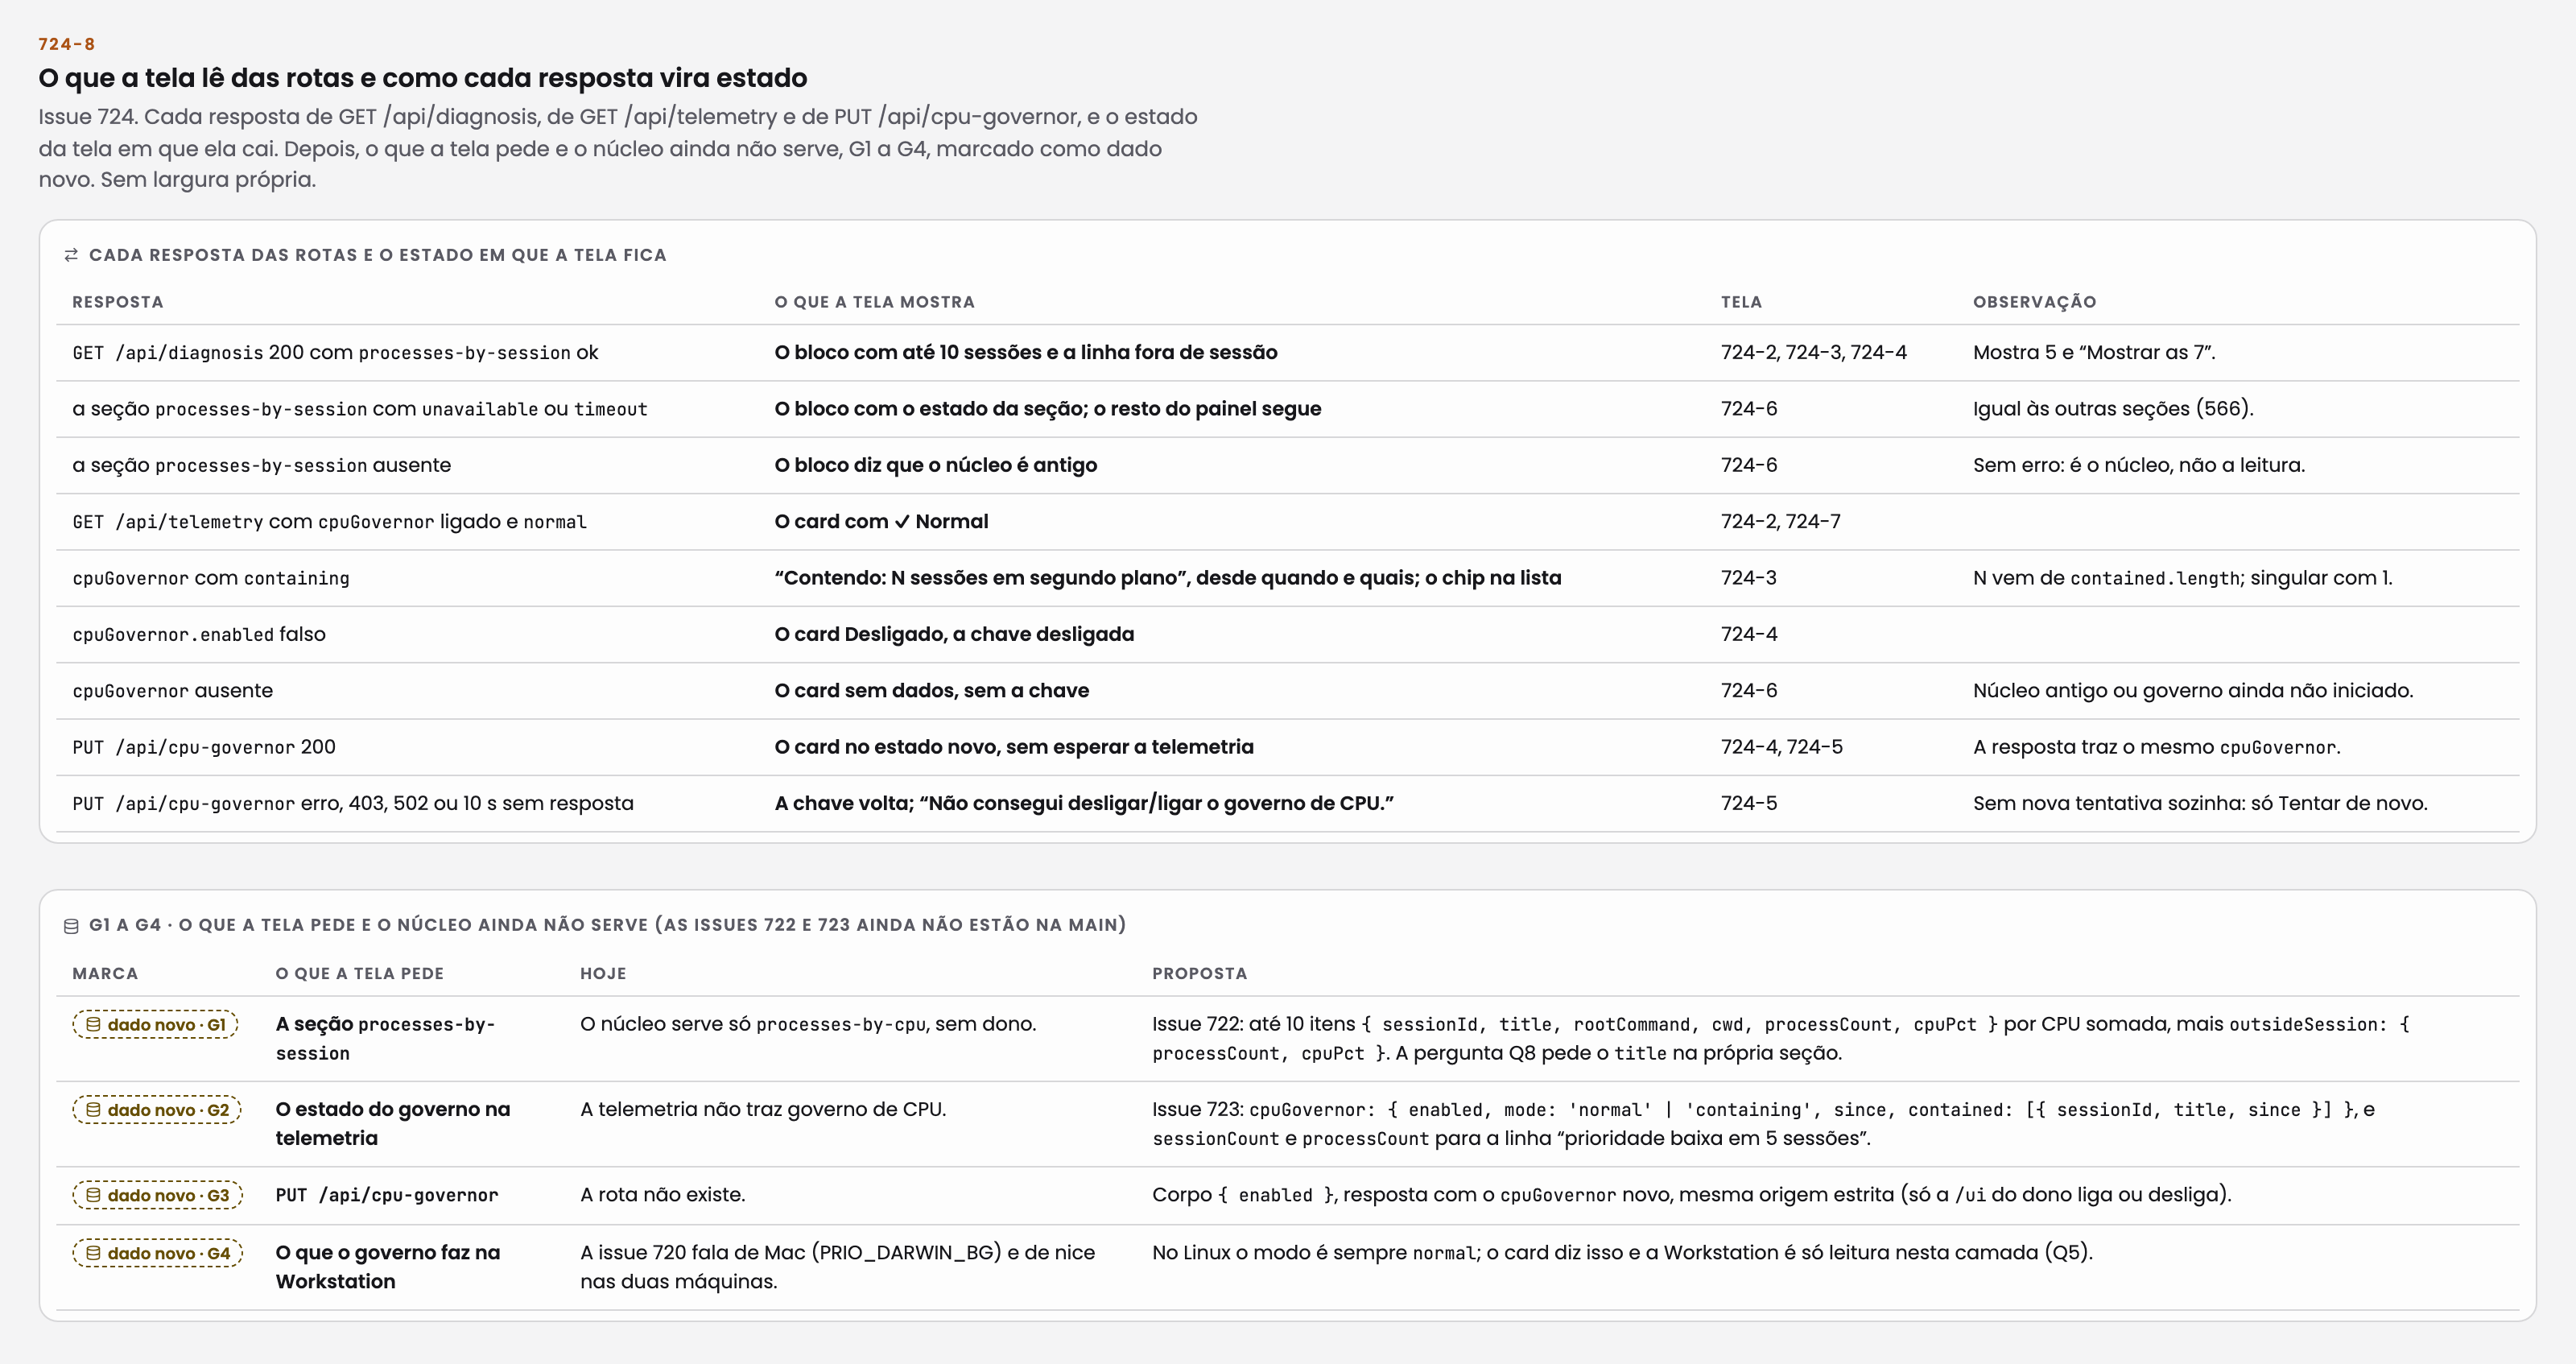 724-8
O que a tela lê das rotas e como cada resposta vira estado
Issue 724. Cada resposta de GET /api/diagnosis, de GET /api/telemetry e de PUT /api/cpu-governor, e o estado
da tela em que ela cai. Depois, o que a tela pede e o núcleo ainda não serve, G1 a G4, marcado como dado
novo. Sem largura própria.
CADA RESPOSTA DAS ROTAS E O ESTADO EM QUE A TELA FICA
RESPOSTA O QUE A TELA MOSTRA TELA OBSERVAÇÃO
GET /api/diagnosis 200 com processes-by-session ok O bloco com até 10 sessões e a linha fora de sessão 724-2, 724-3, 724-4 Mostra 5 e “Mostrar as 7”.
a seção processes-by-session com unavailable ou timeout O bloco com o estado da seção; o resto do painel segue 724-6 Igual às outras seções (566).
a seção processes-by-session ausente O bloco diz que o núcleo é antigo 724-6 Sem erro: é o núcleo, não a leitura.
GET /api/telemetry com cpuGovernor ligado e normal O card com ✓ Normal 724-2, 724-7
cpuGovernor com containing “Contendo: N sessões em segundo plano”, desde quando e quais; o chip na lista 724-3 N vem de contained.length; singular com 1.
cpuGovernor.enabled falso O card Desligado, a chave desligada 724-4
cpuGovernor ausente O card sem dados, sem a chave 724-6 Núcleo antigo ou governo ainda não iniciado.
PUT /api/cpu-governor 200 O card no estado novo, sem esperar a telemetria 724-4, 724-5 A resposta traz o mesmo cpuGovernor.
PUT /api/cpu-governor erro, 403, 502 ou 10 s sem resposta A chave volta; “Não consegui desligar/ligar o governo de CPU.” 724-5 Sem nova tentativa sozinha: só Tentar de novo.
G1 A G4 · O QUE A TELA PEDE E O NÚCLEO AINDA NÃO SERVE (AS ISSUES 722 E 723 AINDA NÃO ESTÃO NA MAIN)
MARCA O QUE A TELA PEDE HOJE PROPOSTA
dado novo · G1 A seção processes-by- O núcleo serve só processes-by-cpu, sem dono. Issue 722: até 10 itens { sessionId, title, rootCommand, cwd, processCount, cpuPct } por CPU somada, mais outsideSession: {
session processCount, cpuPct }. A pergunta Q8 pede o title na própria seção.
dado novo · G2 O estado do governo na A telemetria não traz governo de CPU. Issue 723: cpuGovernor: { enabled, mode: 'normal' | 'containing', since, contained: [{ sessionId, title, since }] }, e
telemetria sessionCount e processCount para a linha “prioridade baixa em 5 sessões”.
dado novo · G3 PUT /api/cpu-governor A rota não existe. Corpo { enabled }, resposta com o cpuGovernor novo, mesma origem estrita (só a /ui do dono liga ou desliga).
dado novo · G4 O que o governo faz na A issue 720 fala de Mac (PRIO_DARWIN_BG) e de nice No Linux o modo é sempre normal; o card diz isso e a Workstation é só leitura nesta camada (Q5).
Workstation nas duas máquinas.